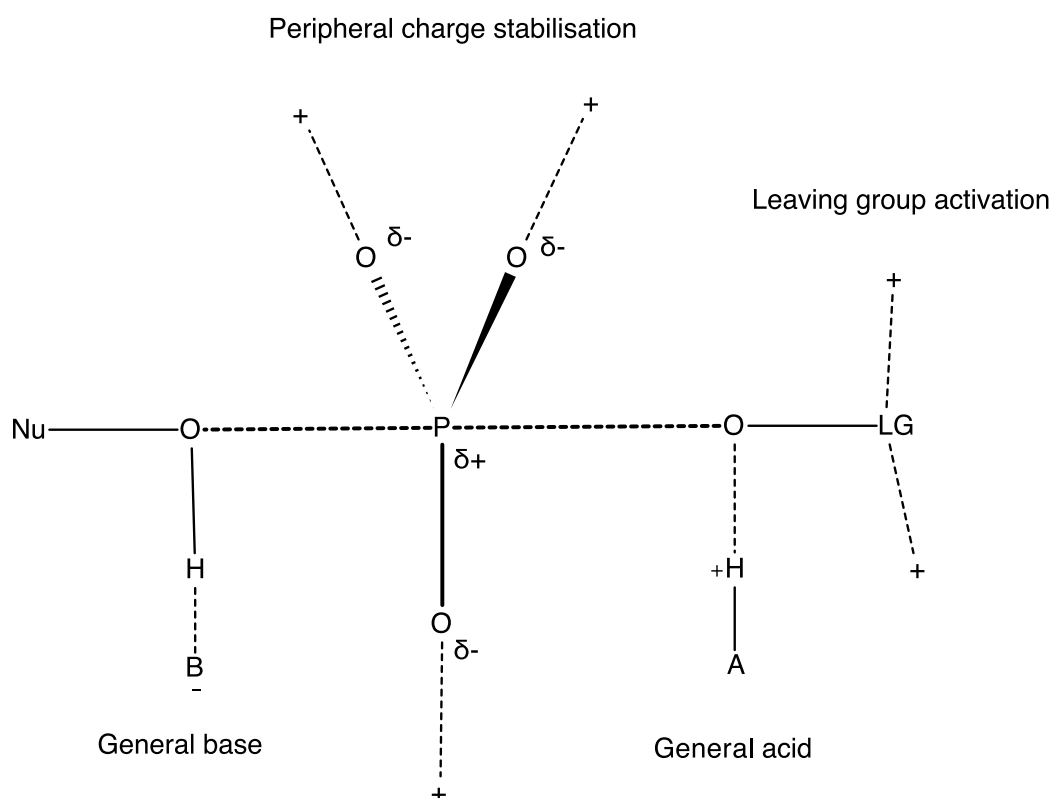 Peripheral charge stabilisation
+ +
Leaving group activation
O δ- O δ- +
Nu O P O LG
δ+
H +H +
O
δ-
B
-
A
General base General acid
+